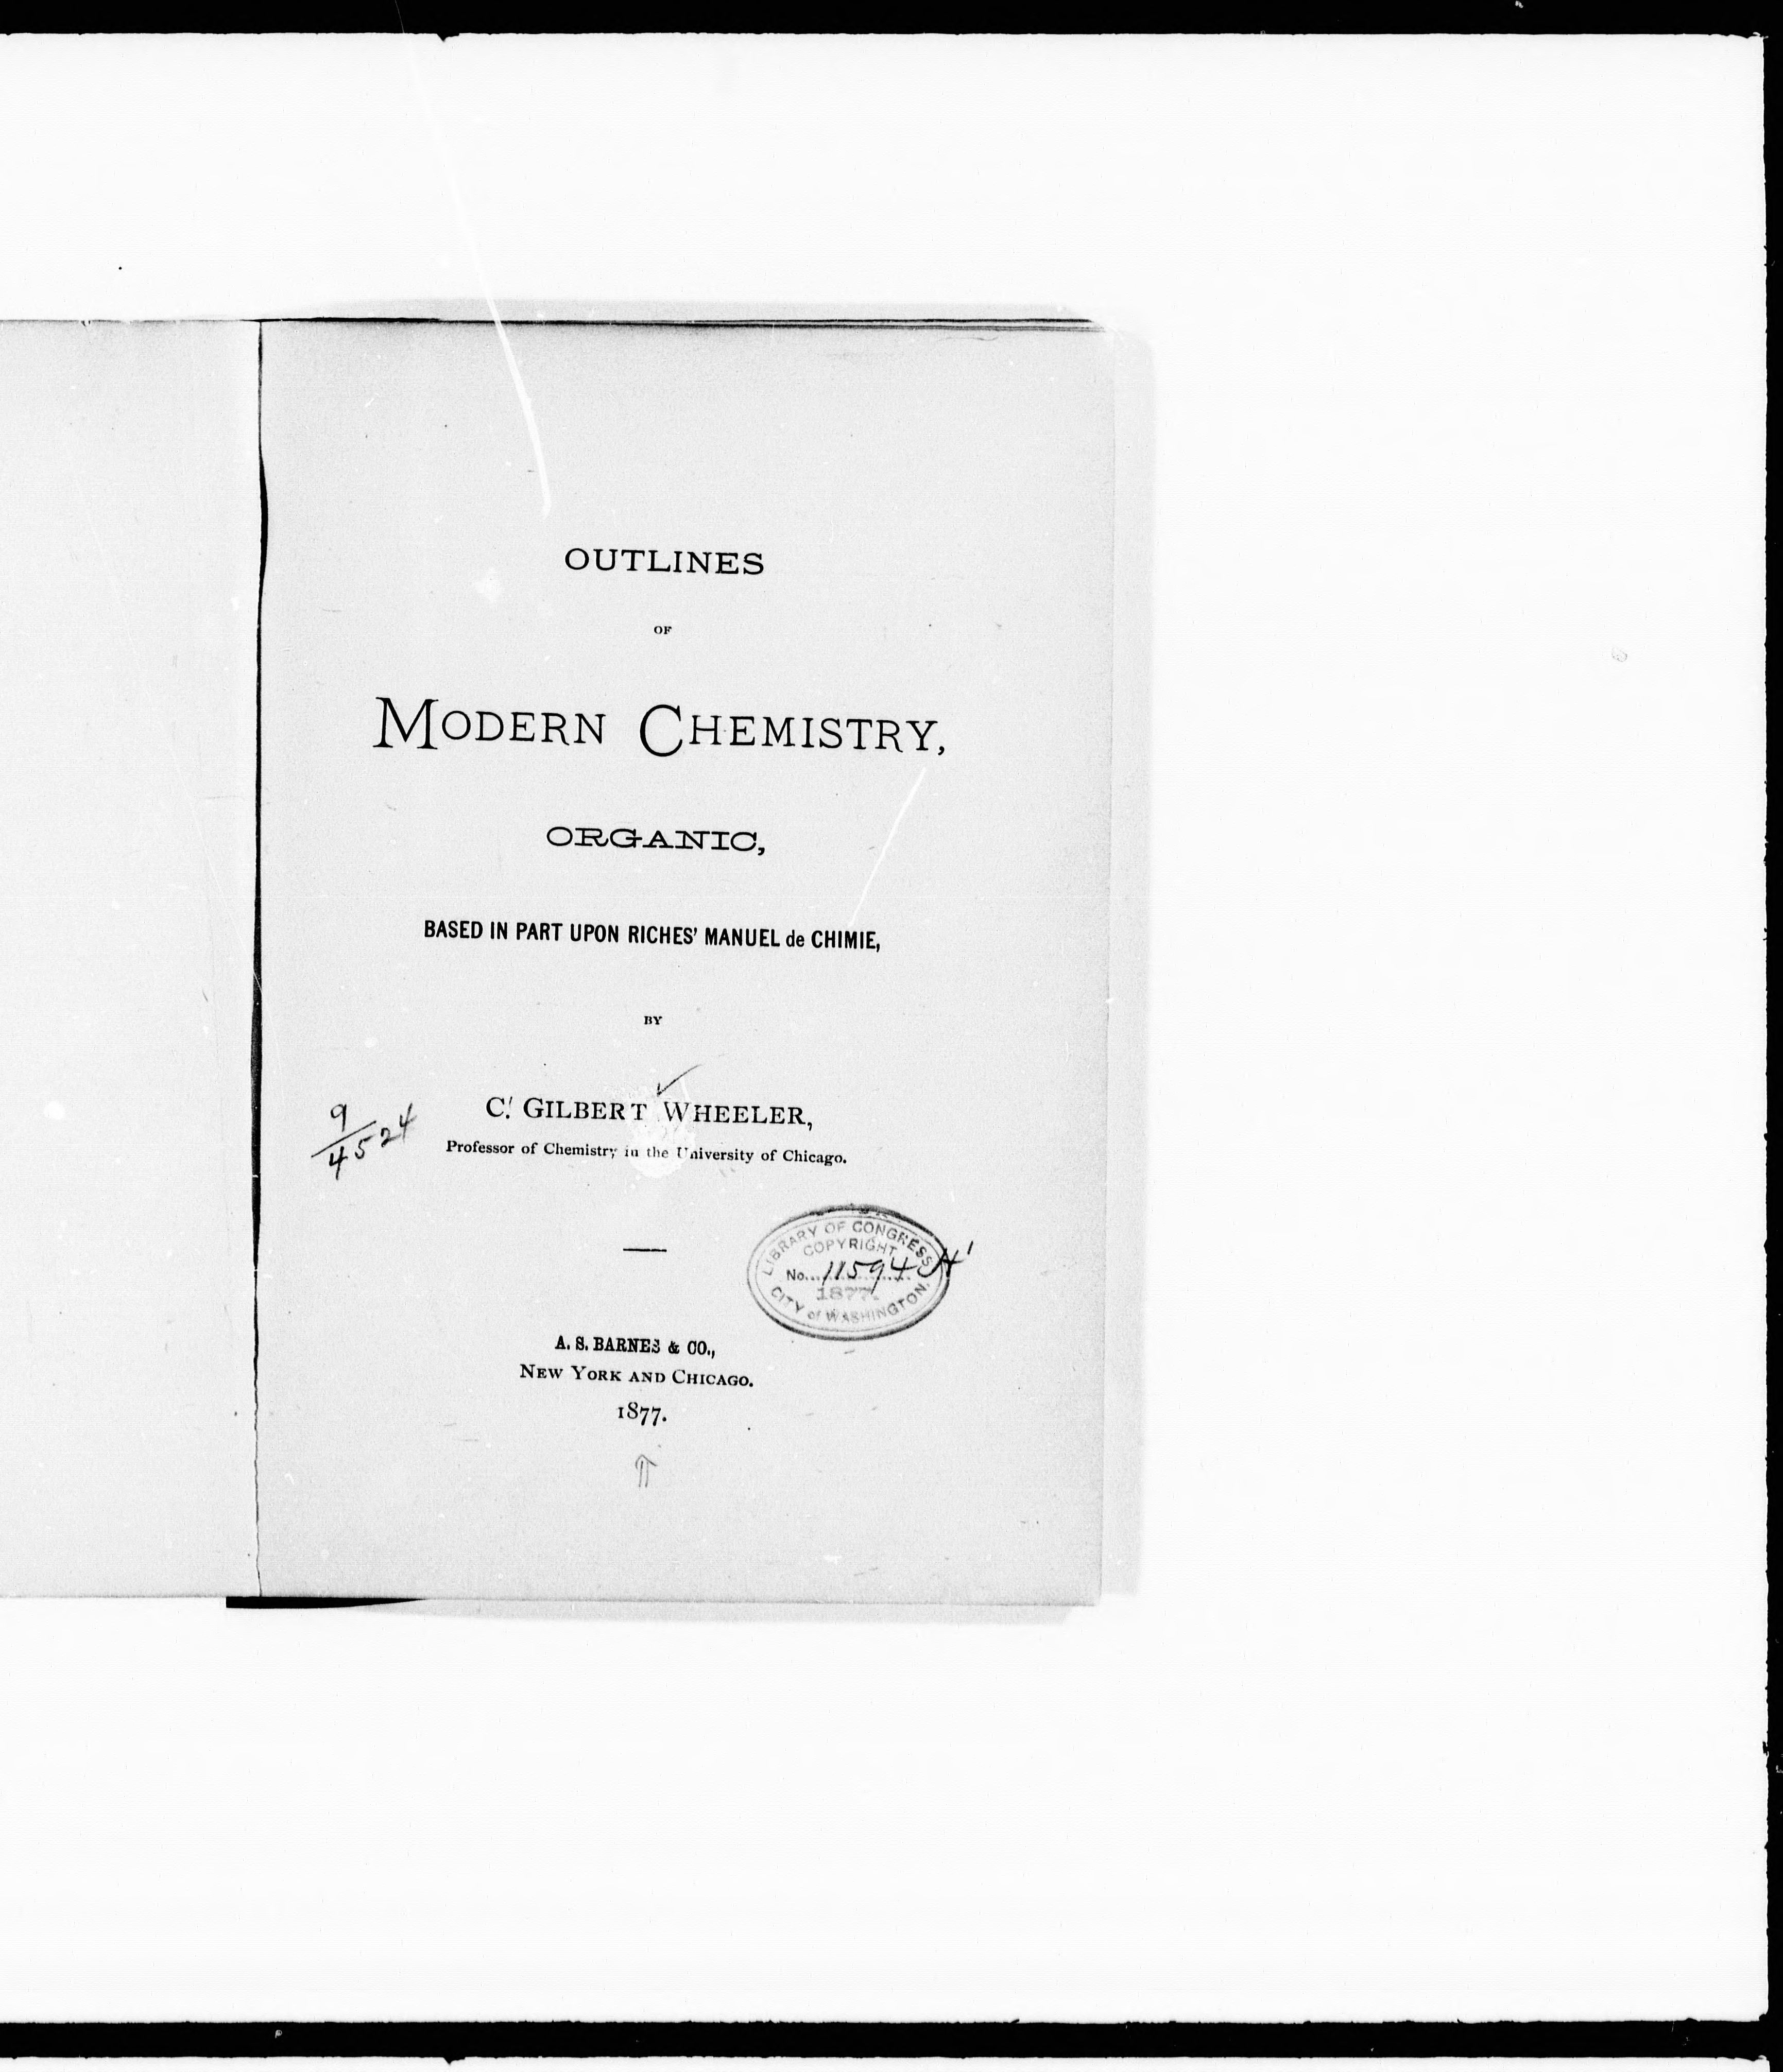 OUTLINES
OF
MODERN CHEMISTRY,
ORGANIC,
BASED IN PART UPON RICHES' MANUEL de CHIMIE,
BY
C. GILBERT WHEELER,
Professor of Chemistry in the University of Chicago.
9
4524
LIBRARY OF CONGRESS
COPYRIGHT
No. 11594 H'
1877.
CITY of WASHINGTON.
A. S. BARNES & CO.,
NEW YORK AND CHICAGO.
1877.